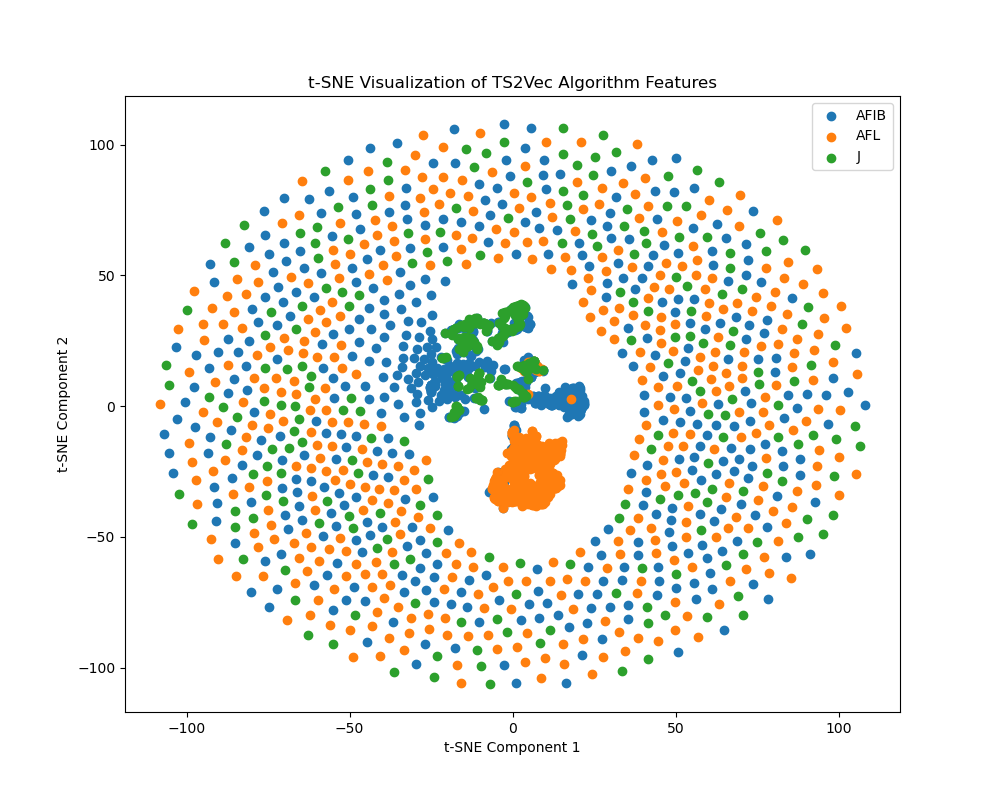 t-SNE Visualization of TS2Vec Algorithm Features
AFIB
AFL
J
t-SNE Component 2
100
50
0
−50
−100
−100
−50
0
50
100
t-SNE Component 1